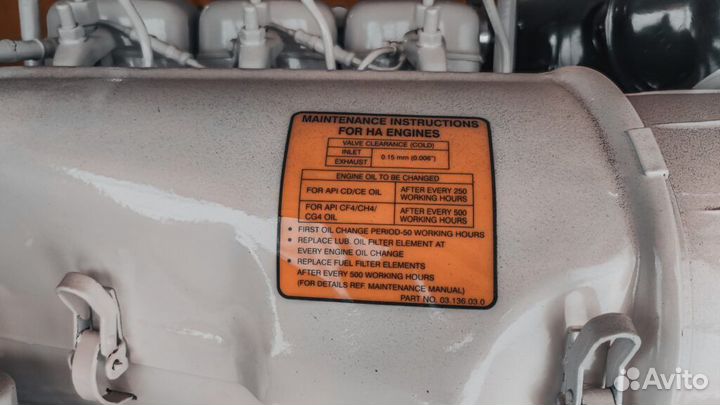 MAINTENANCE INSTRUCTIONS
FOR HA ENGINES
VALVE CLEARANCE (COLD)
INLET
EXHAUST
0.15 mm (0.006")
ENGINE OIL TO BE CHANGED
FOR API CD/CE OIL
AFTER EVERY 250
WORKING HOURS
FOR API CF4/CH4/
CG4 OIL
AFTER EVERY 500
WORKING HOURS
• FIRST OIL CHANGE PERIOD-50 WORKING HOURS
• REPLACE LUB. OIL FILTER ELEMENT AT
EVERY ENGINE OIL CHANGE
• REPLACE FUEL FILTER ELEMENTS
AFTER EVERY 500 WORKING HOURS
(FOR DETAILS REF. MAINTENANCE MANUAL)
PART NO. 03.136.03.0
Avito